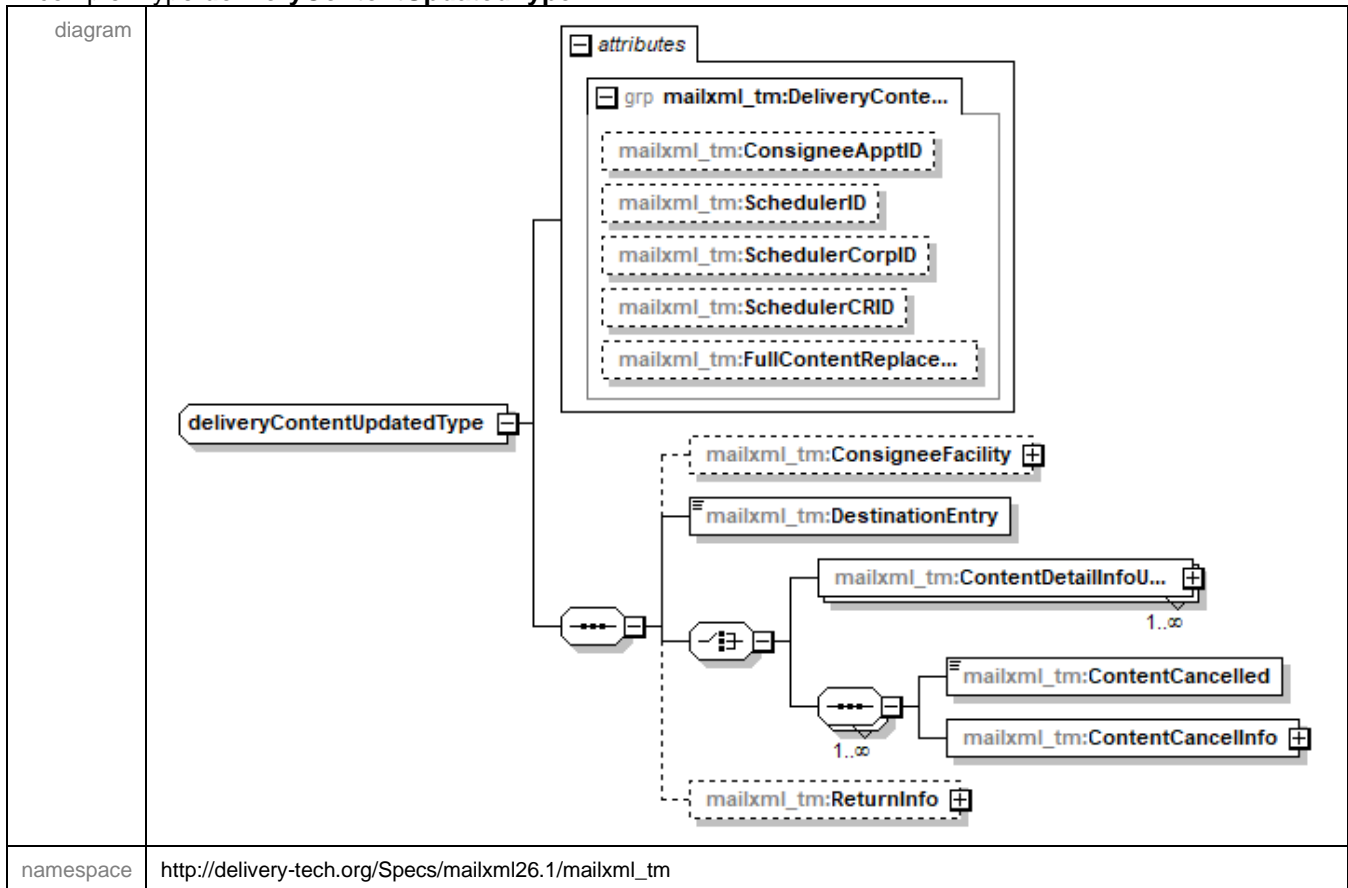 diagram
attributes
grp mailxml_tm:DeliveryConte...
mailxml_tm:ConsigneeApptID
mailxml_tm:SchedulerID
mailxml_tm:SchedulerCorpID
mailxml_tm:SchedulerCRID
mailxml_tm:FullContentReplace...
deliveryContentUpdatedType
mailxml_tm:ConsigneeFacility
mailxml_tm:DestinationEntry
mailxml_tm:ContentDetailInfoU...
1..∞
mailxml_tm:ContentCancelled
mailxml_tm:ContentCancelInfo
1..∞
mailxml_tm:ReturnInfo
namespace http://delivery-tech.org/Specs/mailxml26.1/mailxml_tm